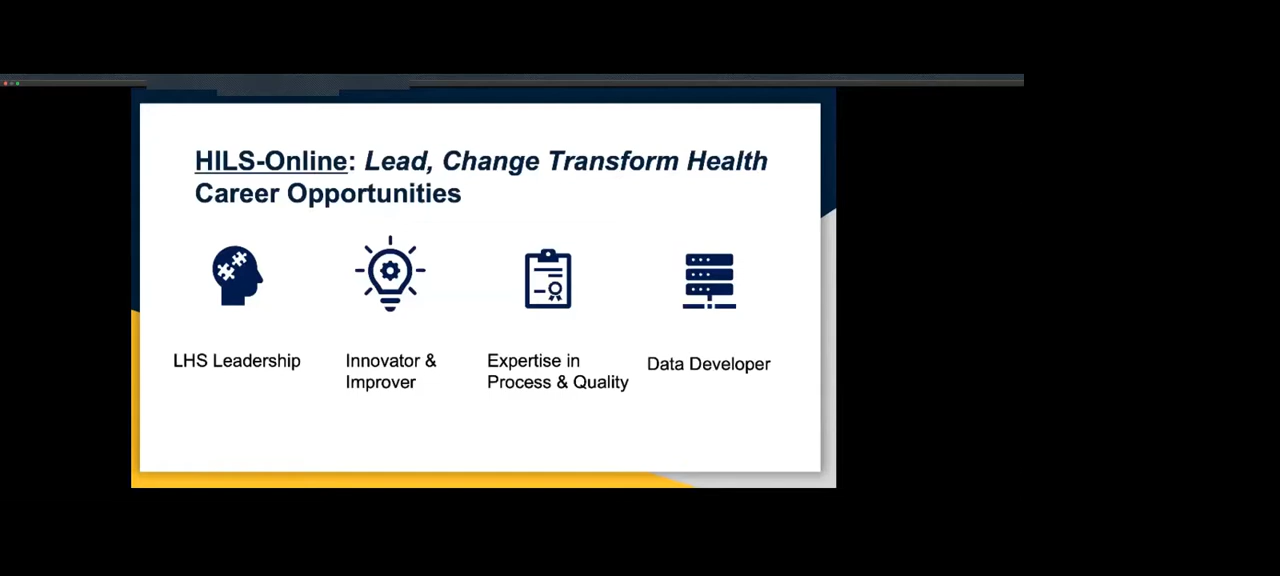 HILS-Online: Lead, Change Transform Health
Career Opportunities
LHS Leadership
Innovator &
Improver
Expertise in
Process & Quality
Data Developer